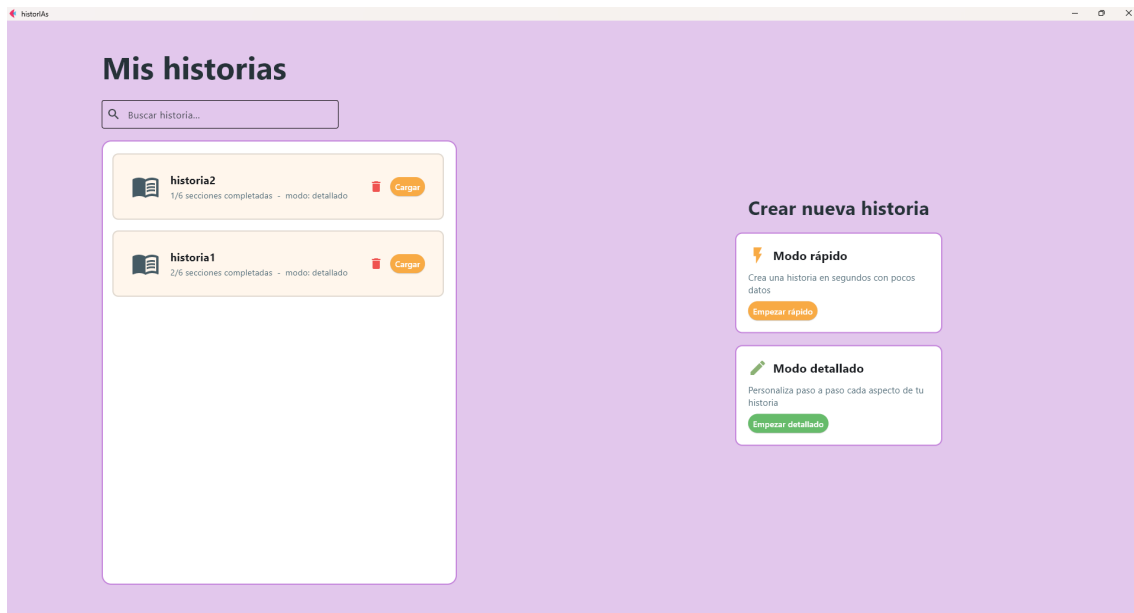 historIAs
Mis historias
Buscar historia...
historia2
1/6 secciones completadas - modo: detallado
Cargar
historia1
2/6 secciones completadas - modo: detallado
Cargar
Crear nueva historia
Modo rápido
Crea una historia en segundos con pocos
datos
Empezar rápido
Modo detallado
Personaliza paso a paso cada aspecto de tu
historia
Empezar detallado